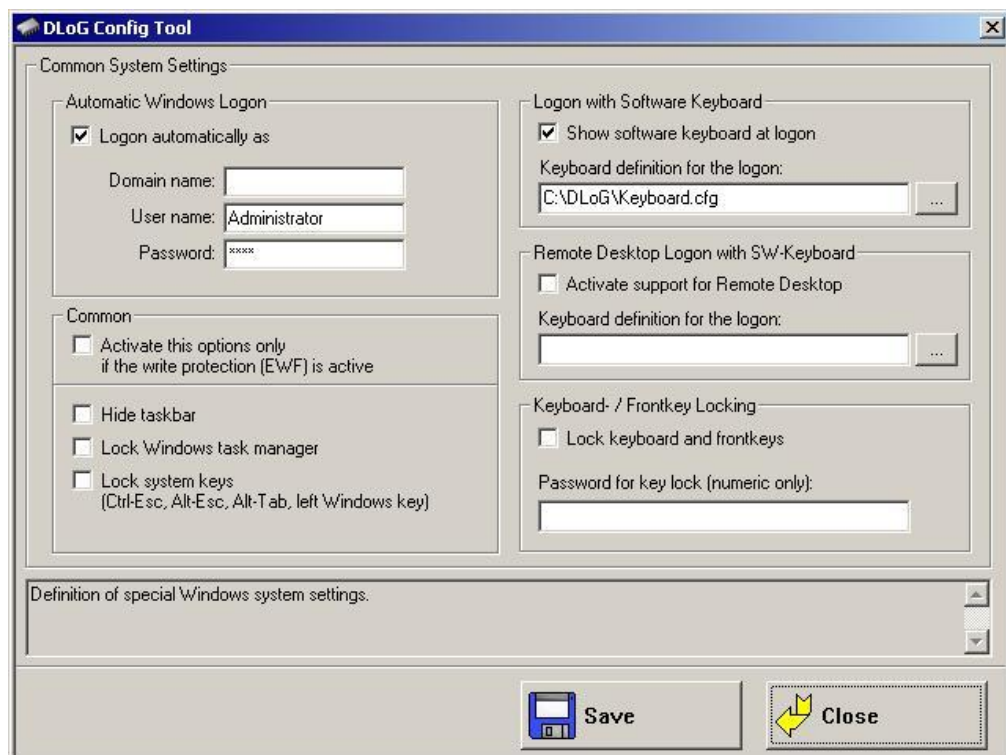 DLoG Config Tool
Common System Settings
Automatic Windows Logon
Logon automatically as
Domain name:
User name: Administrator
Password: ****
Common
Activate this options only
if the write protection (EWF) is active
Hide taskbar
Lock Windows task manager
Lock system keys
(Ctrl-Esc, Alt-Esc, Alt-Tab, left Windows key)
Logon with Software Keyboard
Show software keyboard at logon
Keyboard definition for the logon:
C:\DLoG\Keyboard.cfg
...
Remote Desktop Logon with SW-Keyboard
Activate support for Remote Desktop
Keyboard definition for the logon:
...
Keyboard- / Frontkey Locking
Lock keyboard and frontkeys
Password for key lock (numeric only):
Definition of special Windows system settings.
Save
Close